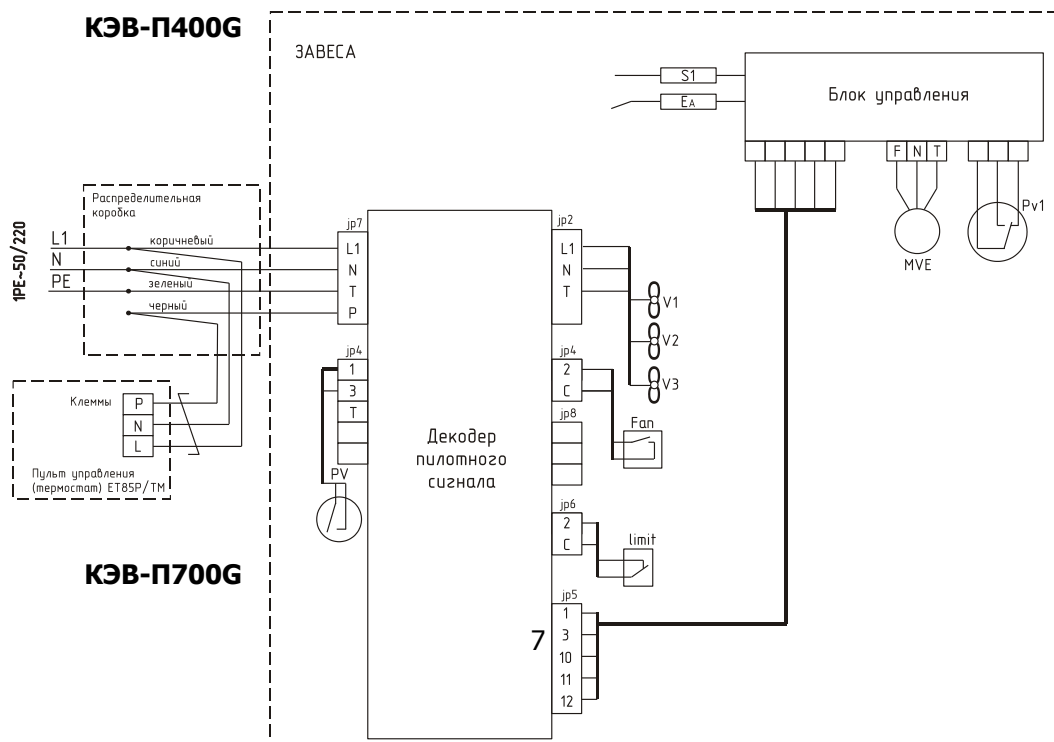 КЭВ-П400G
ЗАВЕСА
S1
EA
Блок управления
F N T
MVE
Pv1
Распределительная
коробка
1PE~50/220
L1
N
PE
коричневый
синий
зеленый
черный
jp7
L1
N
T
P
jp4
1
3
T
PV
Клеммы
P
N
L
Пульт управления
(термостат) ET85P/TM
Декодер
пилотного
сигнала
jp2
L1
N
T
V1
V2
V3
jp4
2
C
Fan
jp8
jp6
2
C
limit
jp5
1
3
10
11
12
7
КЭВ-П700G